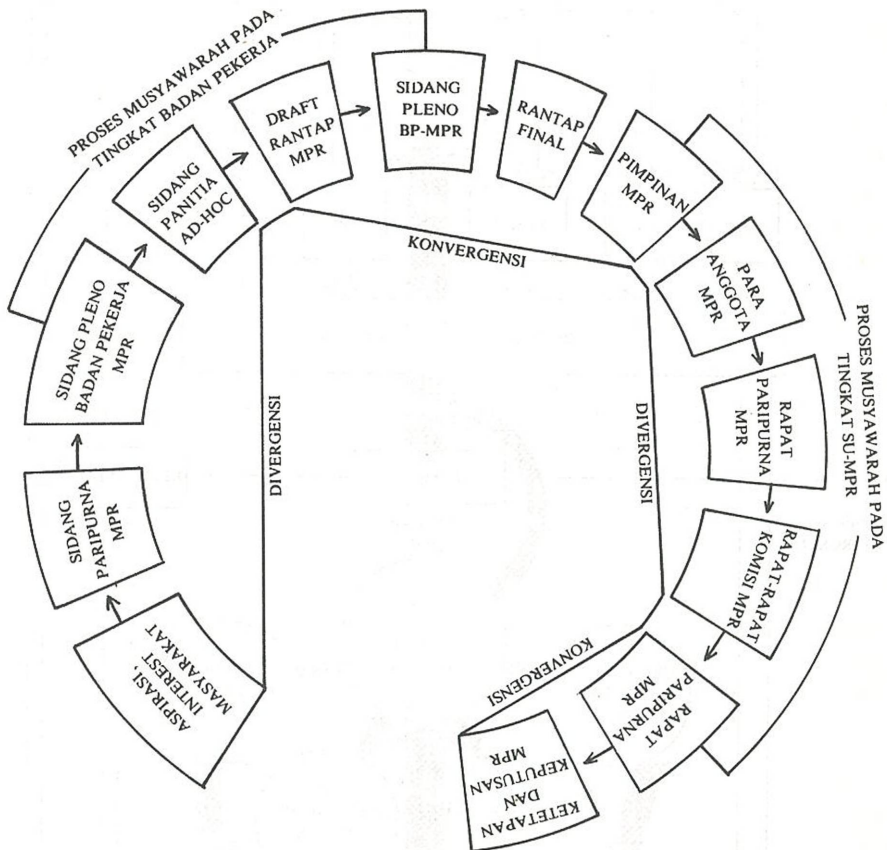 PROSES MUSYAWARAH PADA
TINGKAT BADAN PEKERJA
ASPIRASI,
INTEREST
MASYARAKAT
SIDANG
PARIPURNA
MPR
SIDANG PLENO
BADAN PEKERJA
MPR
SIDANG
PANITIA
AD-HOC
DRAFT
RANTAP
MPR
SIDANG
PLENO
BP-MPR
RANTAP
FINAL
PIMPINAN
MPR
PARA
ANGGOTA
MPR
RAPAT
PARIPURNA
MPR
RAPAT-RAPAT
KOMISI MPR
RAPAT
PARIPURNA
MPR
KETETAPAN
DAN
KEPUTUSAN
MPR
PROSES MUSYAWARAH PADA
TINGKAT SU-MPR
DIVERGENSI
KONVERGENSI
DIVERGENSI
KONVERGENSI